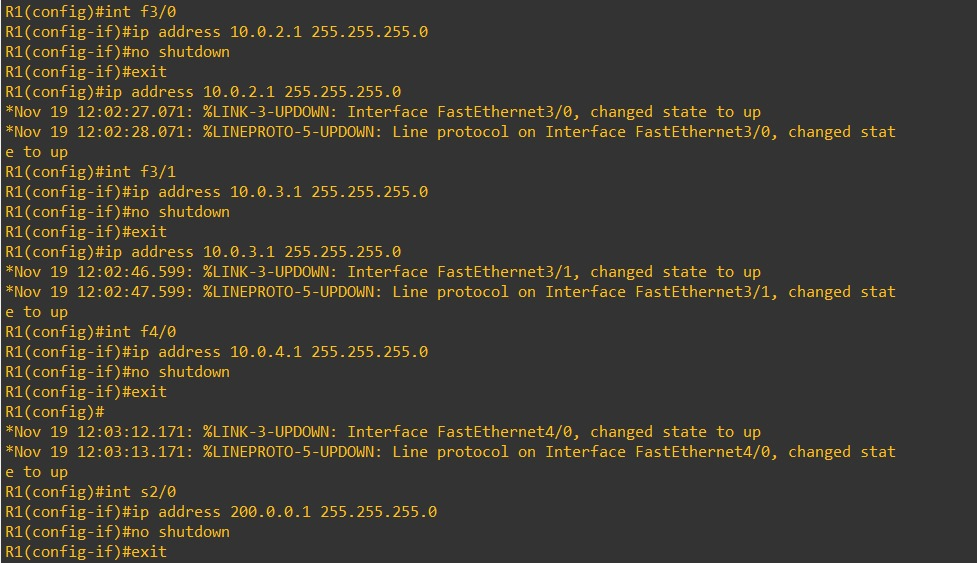 R1(config)#int f3/0
R1(config-if)#ip address 10.0.2.1 255.255.255.0
R1(config-if)#no shutdown
R1(config-if)#exit
R1(config)#ip address 10.0.2.1 255.255.255.0
*Nov 19 12:02:27.071: %LINK-3-UPDOWN: Interface FastEthernet3/0, changed state to up
*Nov 19 12:02:28.071: %LINEPROTO-5-UPDOWN: Line protocol on Interface FastEthernet3/0, changed stat
e to up
R1(config)#int f3/1
R1(config-if)#ip address 10.0.3.1 255.255.255.0
R1(config-if)#no shutdown
R1(config-if)#exit
R1(config)#ip address 10.0.3.1 255.255.255.0
*Nov 19 12:02:46.599: %LINK-3-UPDOWN: Interface FastEthernet3/1, changed state to up
*Nov 19 12:02:47.599: %LINEPROTO-5-UPDOWN: Line protocol on Interface FastEthernet3/1, changed stat
e to up
R1(config)#int f4/0
R1(config-if)#ip address 10.0.4.1 255.255.255.0
R1(config-if)#no shutdown
R1(config-if)#exit
R1(config)#
*Nov 19 12:03:12.171: %LINK-3-UPDOWN: Interface FastEthernet4/0, changed state to up
*Nov 19 12:03:13.171: %LINEPROTO-5-UPDOWN: Line protocol on Interface FastEthernet4/0, changed stat
e to up
R1(config)#int s2/0
R1(config-if)#ip address 200.0.0.1 255.255.255.0
R1(config-if)#no shutdown
R1(config-if)#exit